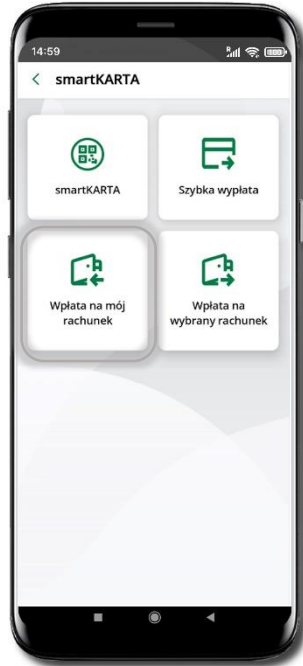 14:59
smartKARTA
smartKARTA
Szybka wypłata
Wpłata na mój
rachunek
Wpłata na
wybrany rachunek